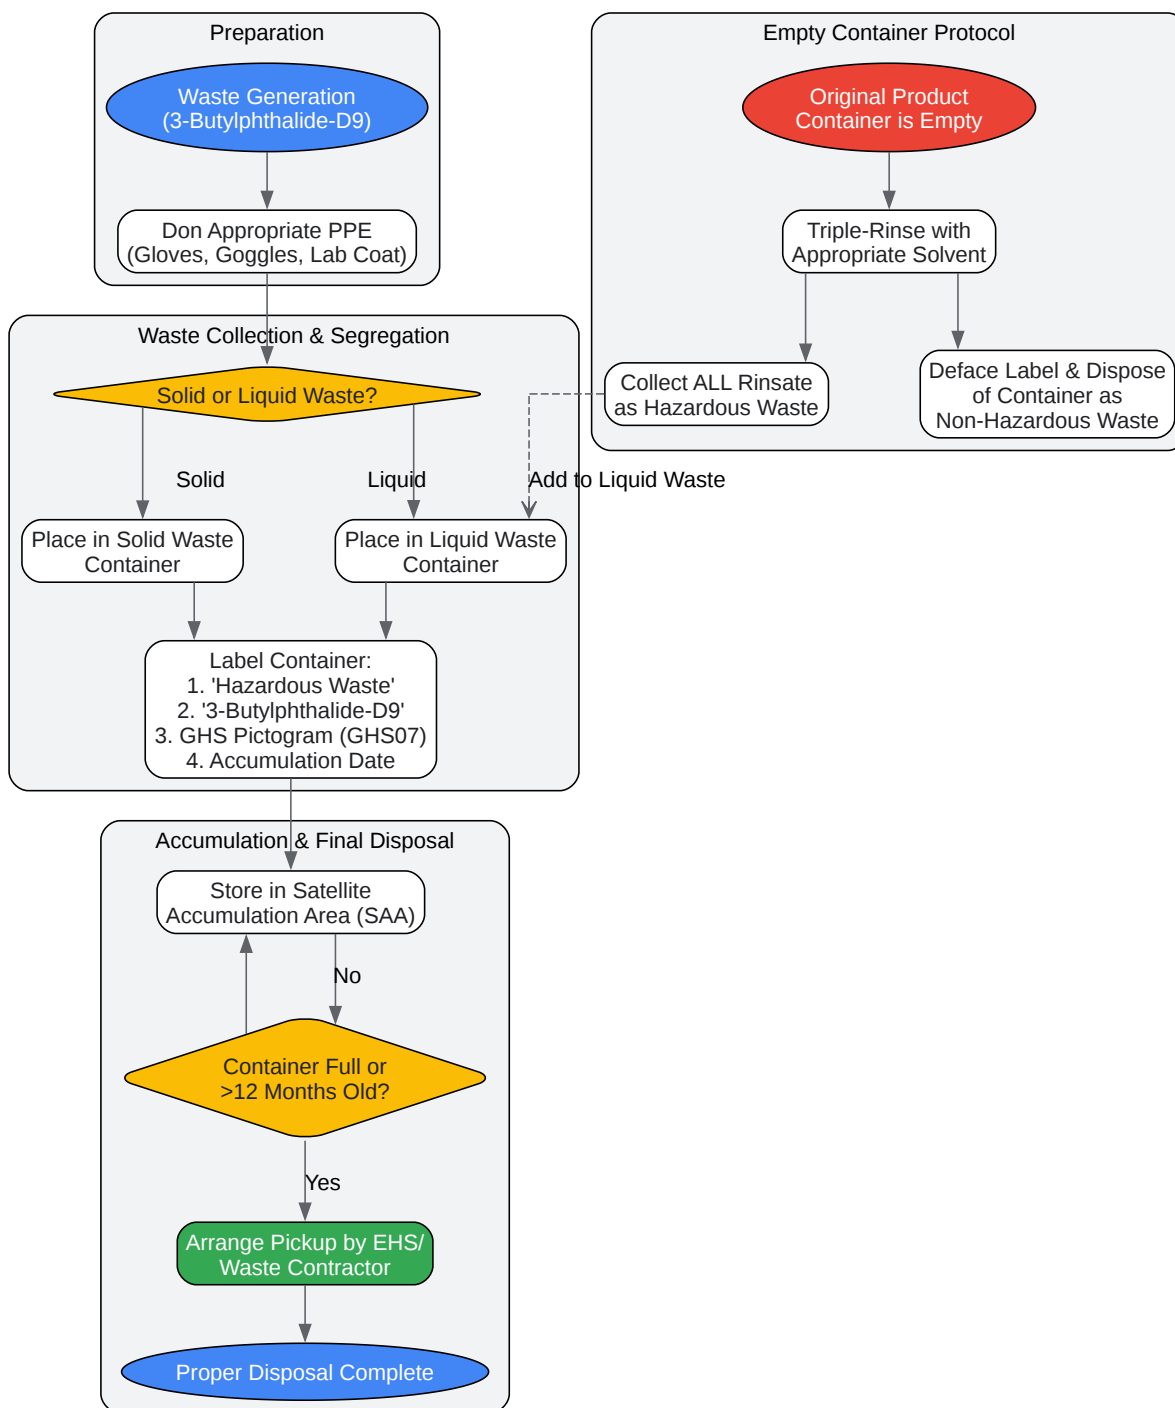 Preparation
Waste Generation
(3-Butylphthalide-D9)
Don Appropriate PPE
(Gloves, Goggles, Lab Coat)
Empty Container Protocol
Original Product
Container is Empty
Triple-Rinse with
Appropriate Solvent
Collect ALL Rinsate
as Hazardous Waste
Deface Label & Dispose
of Container as
Non-Hazardous Waste
Waste Collection & Segregation
Solid or Liquid Waste?
Solid
Liquid
Add to Liquid Waste
Place in Solid Waste
Container
Place in Liquid Waste
Container
Label Container:
1. 'Hazardous Waste'
2. '3-Butylphthalide-D9'
3. GHS Pictogram (GHS07)
4. Accumulation Date
Accumulation & Final Disposal
Store in Satellite
Accumulation Area (SAA)
No
Container Full or
>12 Months Old?
Yes
Arrange Pickup by EHS/
Waste Contractor
Proper Disposal Complete